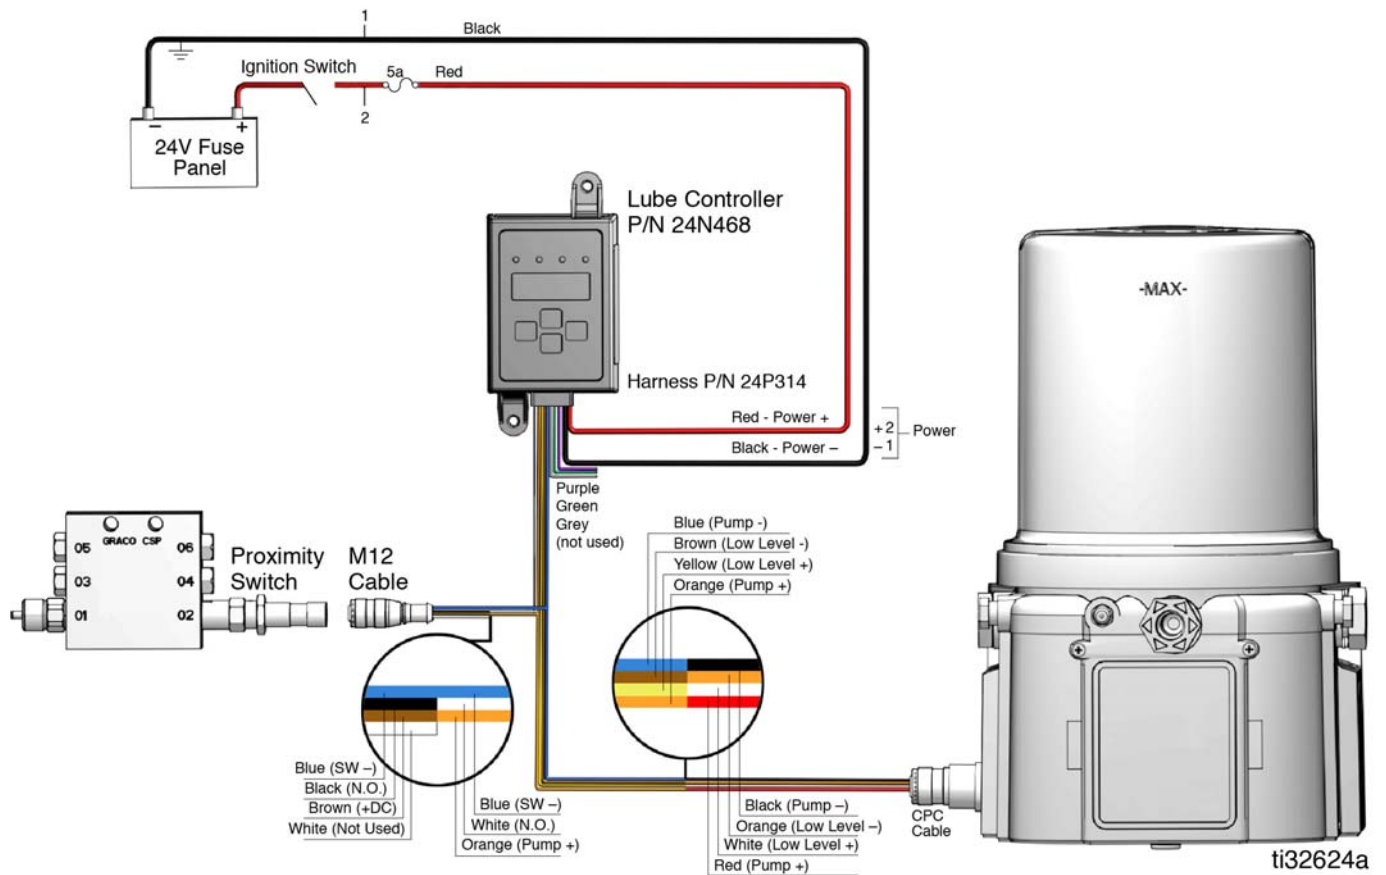 1
Black
Ignition Switch
5a
Red
2
24V Fuse
Panel
Lube Controller
P/N 24N468
-MAX-
Harness P/N 24P314
Red - Power +
Black - Power –
+ 2
– 1
Power
Purple
Green
Grey
(not used)
Blue (Pump -)
Brown (Low Level -)
Yellow (Low Level +)
Orange (Pump +)
GRACO CSP
05
06
03
04
01
02
Proximity
Switch
M12
Cable
Blue (SW –)
Black (N.O.)
Brown (+DC)
White (Not Used)
Blue (SW –)
White (N.O.)
Orange (Pump +)
Black (Pump –)
Orange (Low Level –)
White (Low Level +)
Red (Pump +)
CPC
Cable
ti32624a